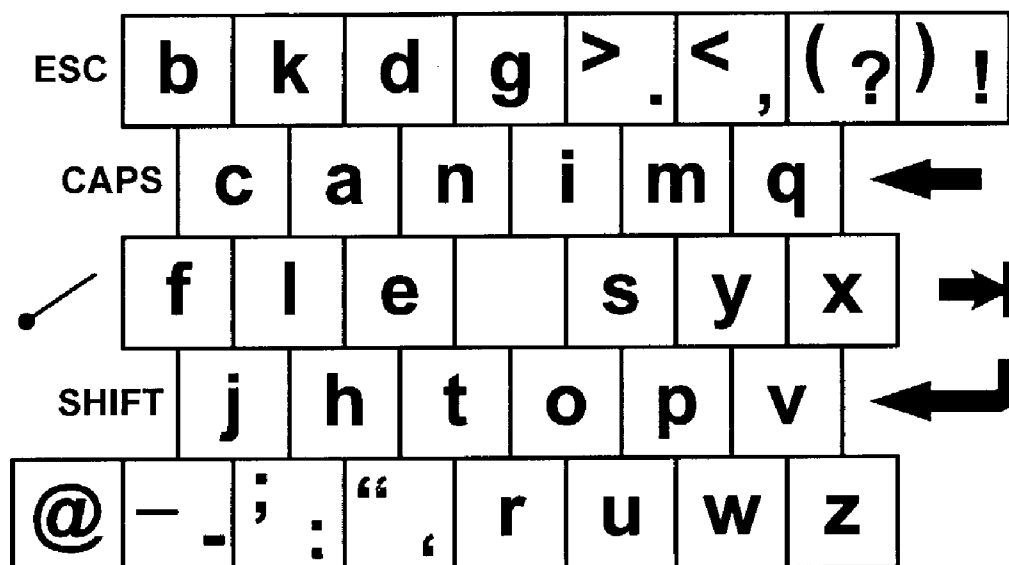 ESC b k d g > . < , ( ? ) !
CAPS c a n i m q
f l e s y x
SHIFT j h t o p v
@ – - ; : “ ‘ r u w z